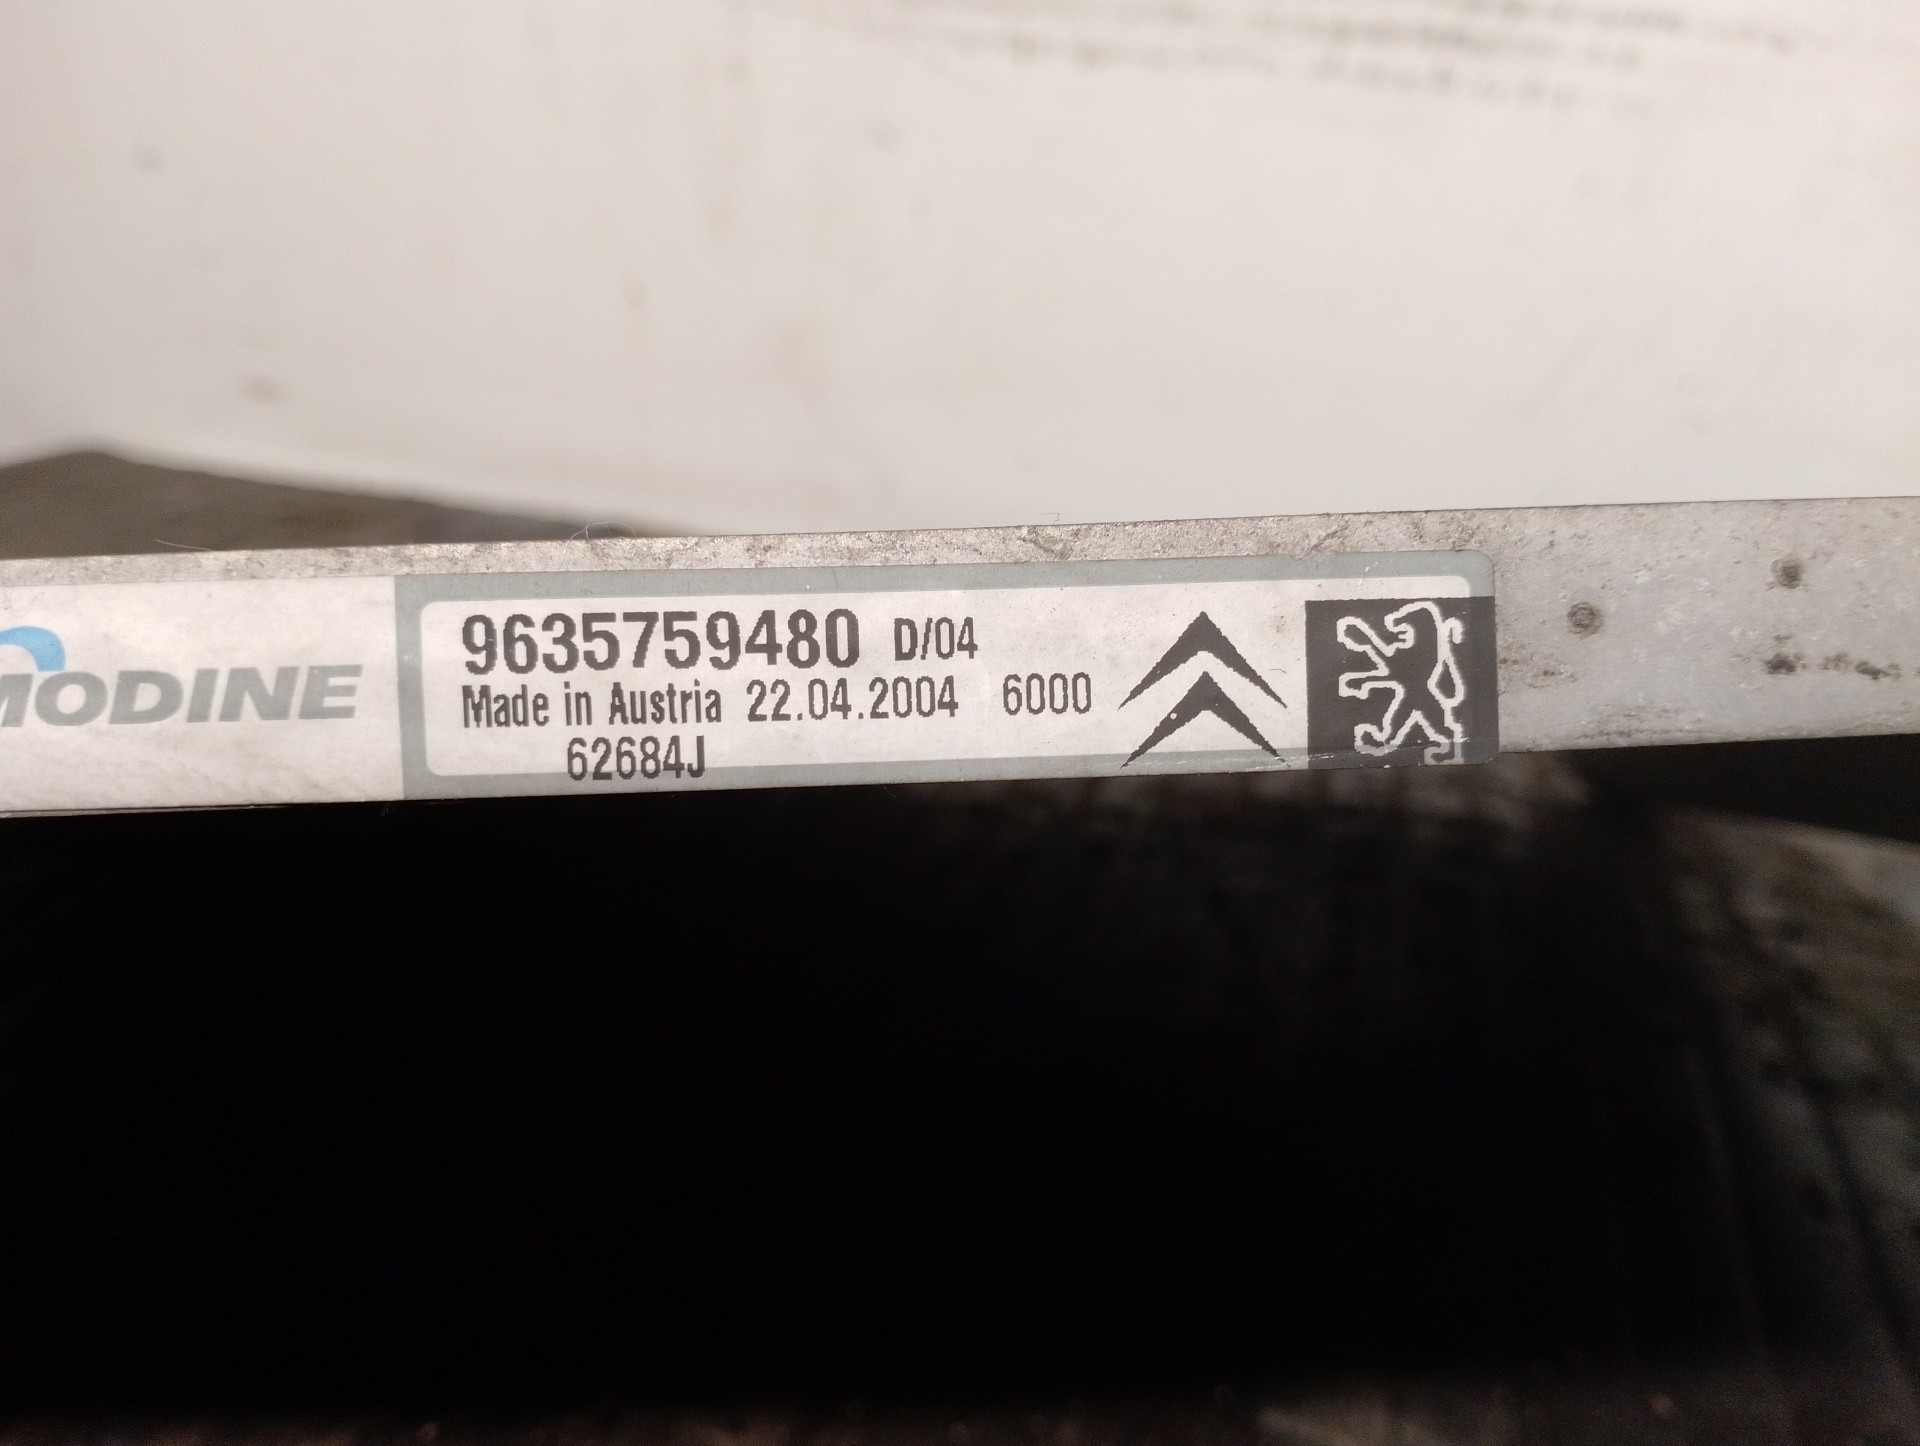 MODINE
9635759480 D/04
Made in Austria 22.04.2004 6000
62684J